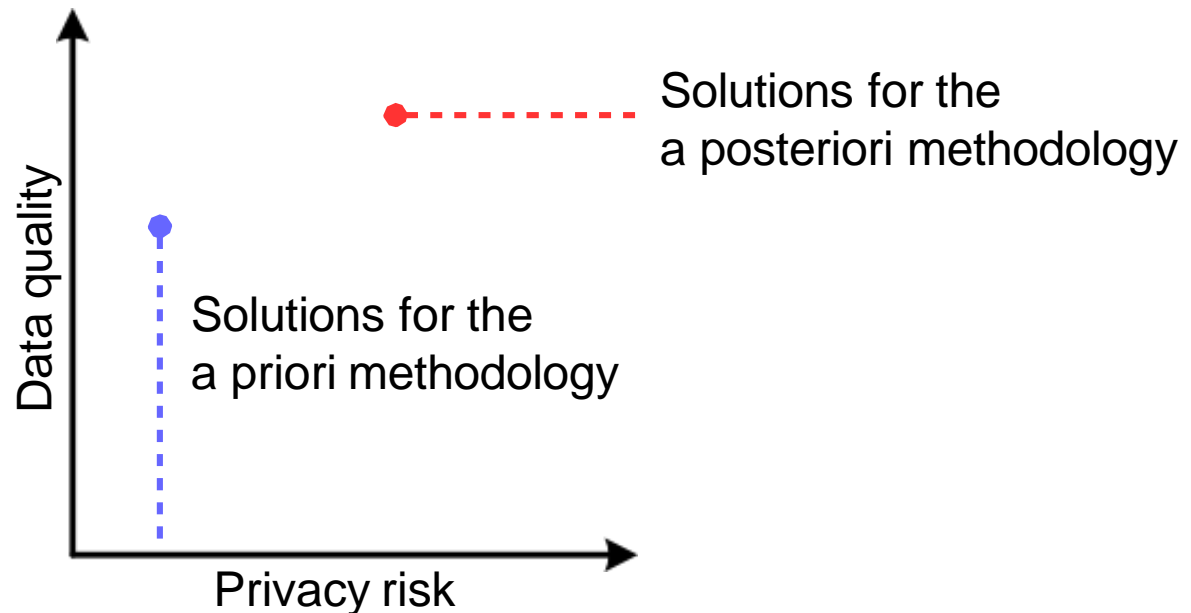 Solutions for the
a posteriori methodology
Data quality
Solutions for the
a priori methodology
Privacy risk